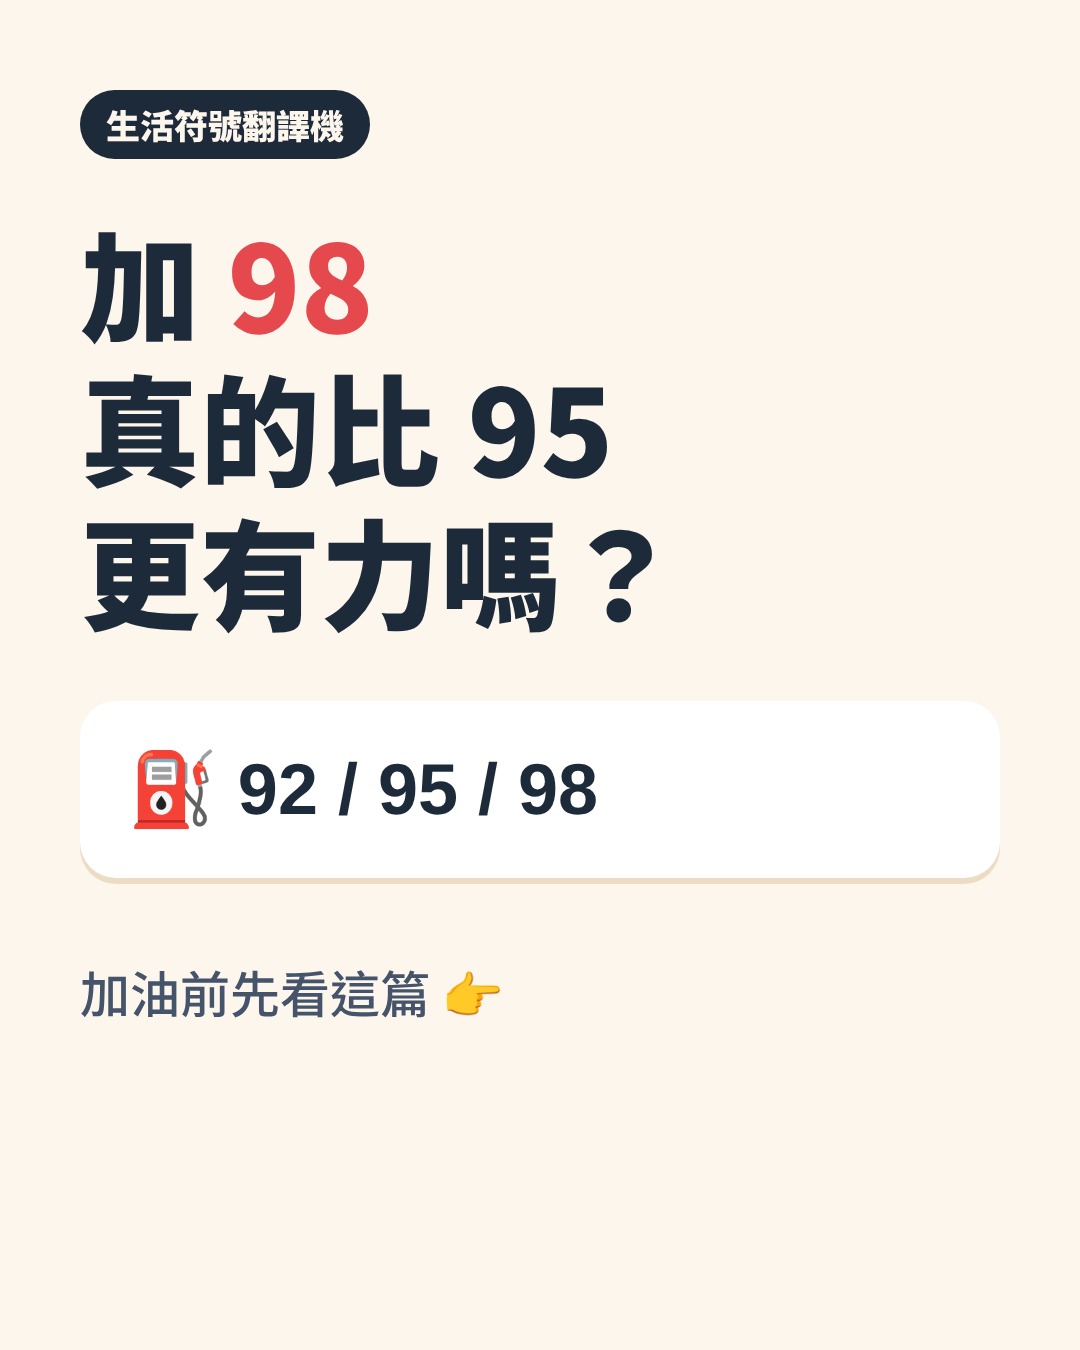 生活符號翻譯機
加 98
真的比 95
更有力嗎？
⛽ 92 / 95 / 98
加油前先看這篇 👉